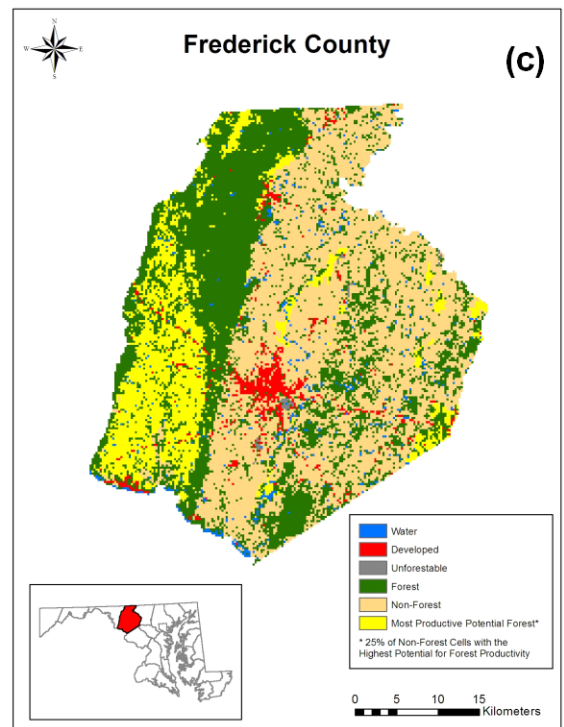 N
W E
S
Frederick County
(c)
Water
Developed
Unforestable
Forest
Non-Forest
Most Productive Potential Forest*
* 25% of Non-Forest Cells with the
Highest Potential for Forest Productivity
0 5 10 15
Kilometers